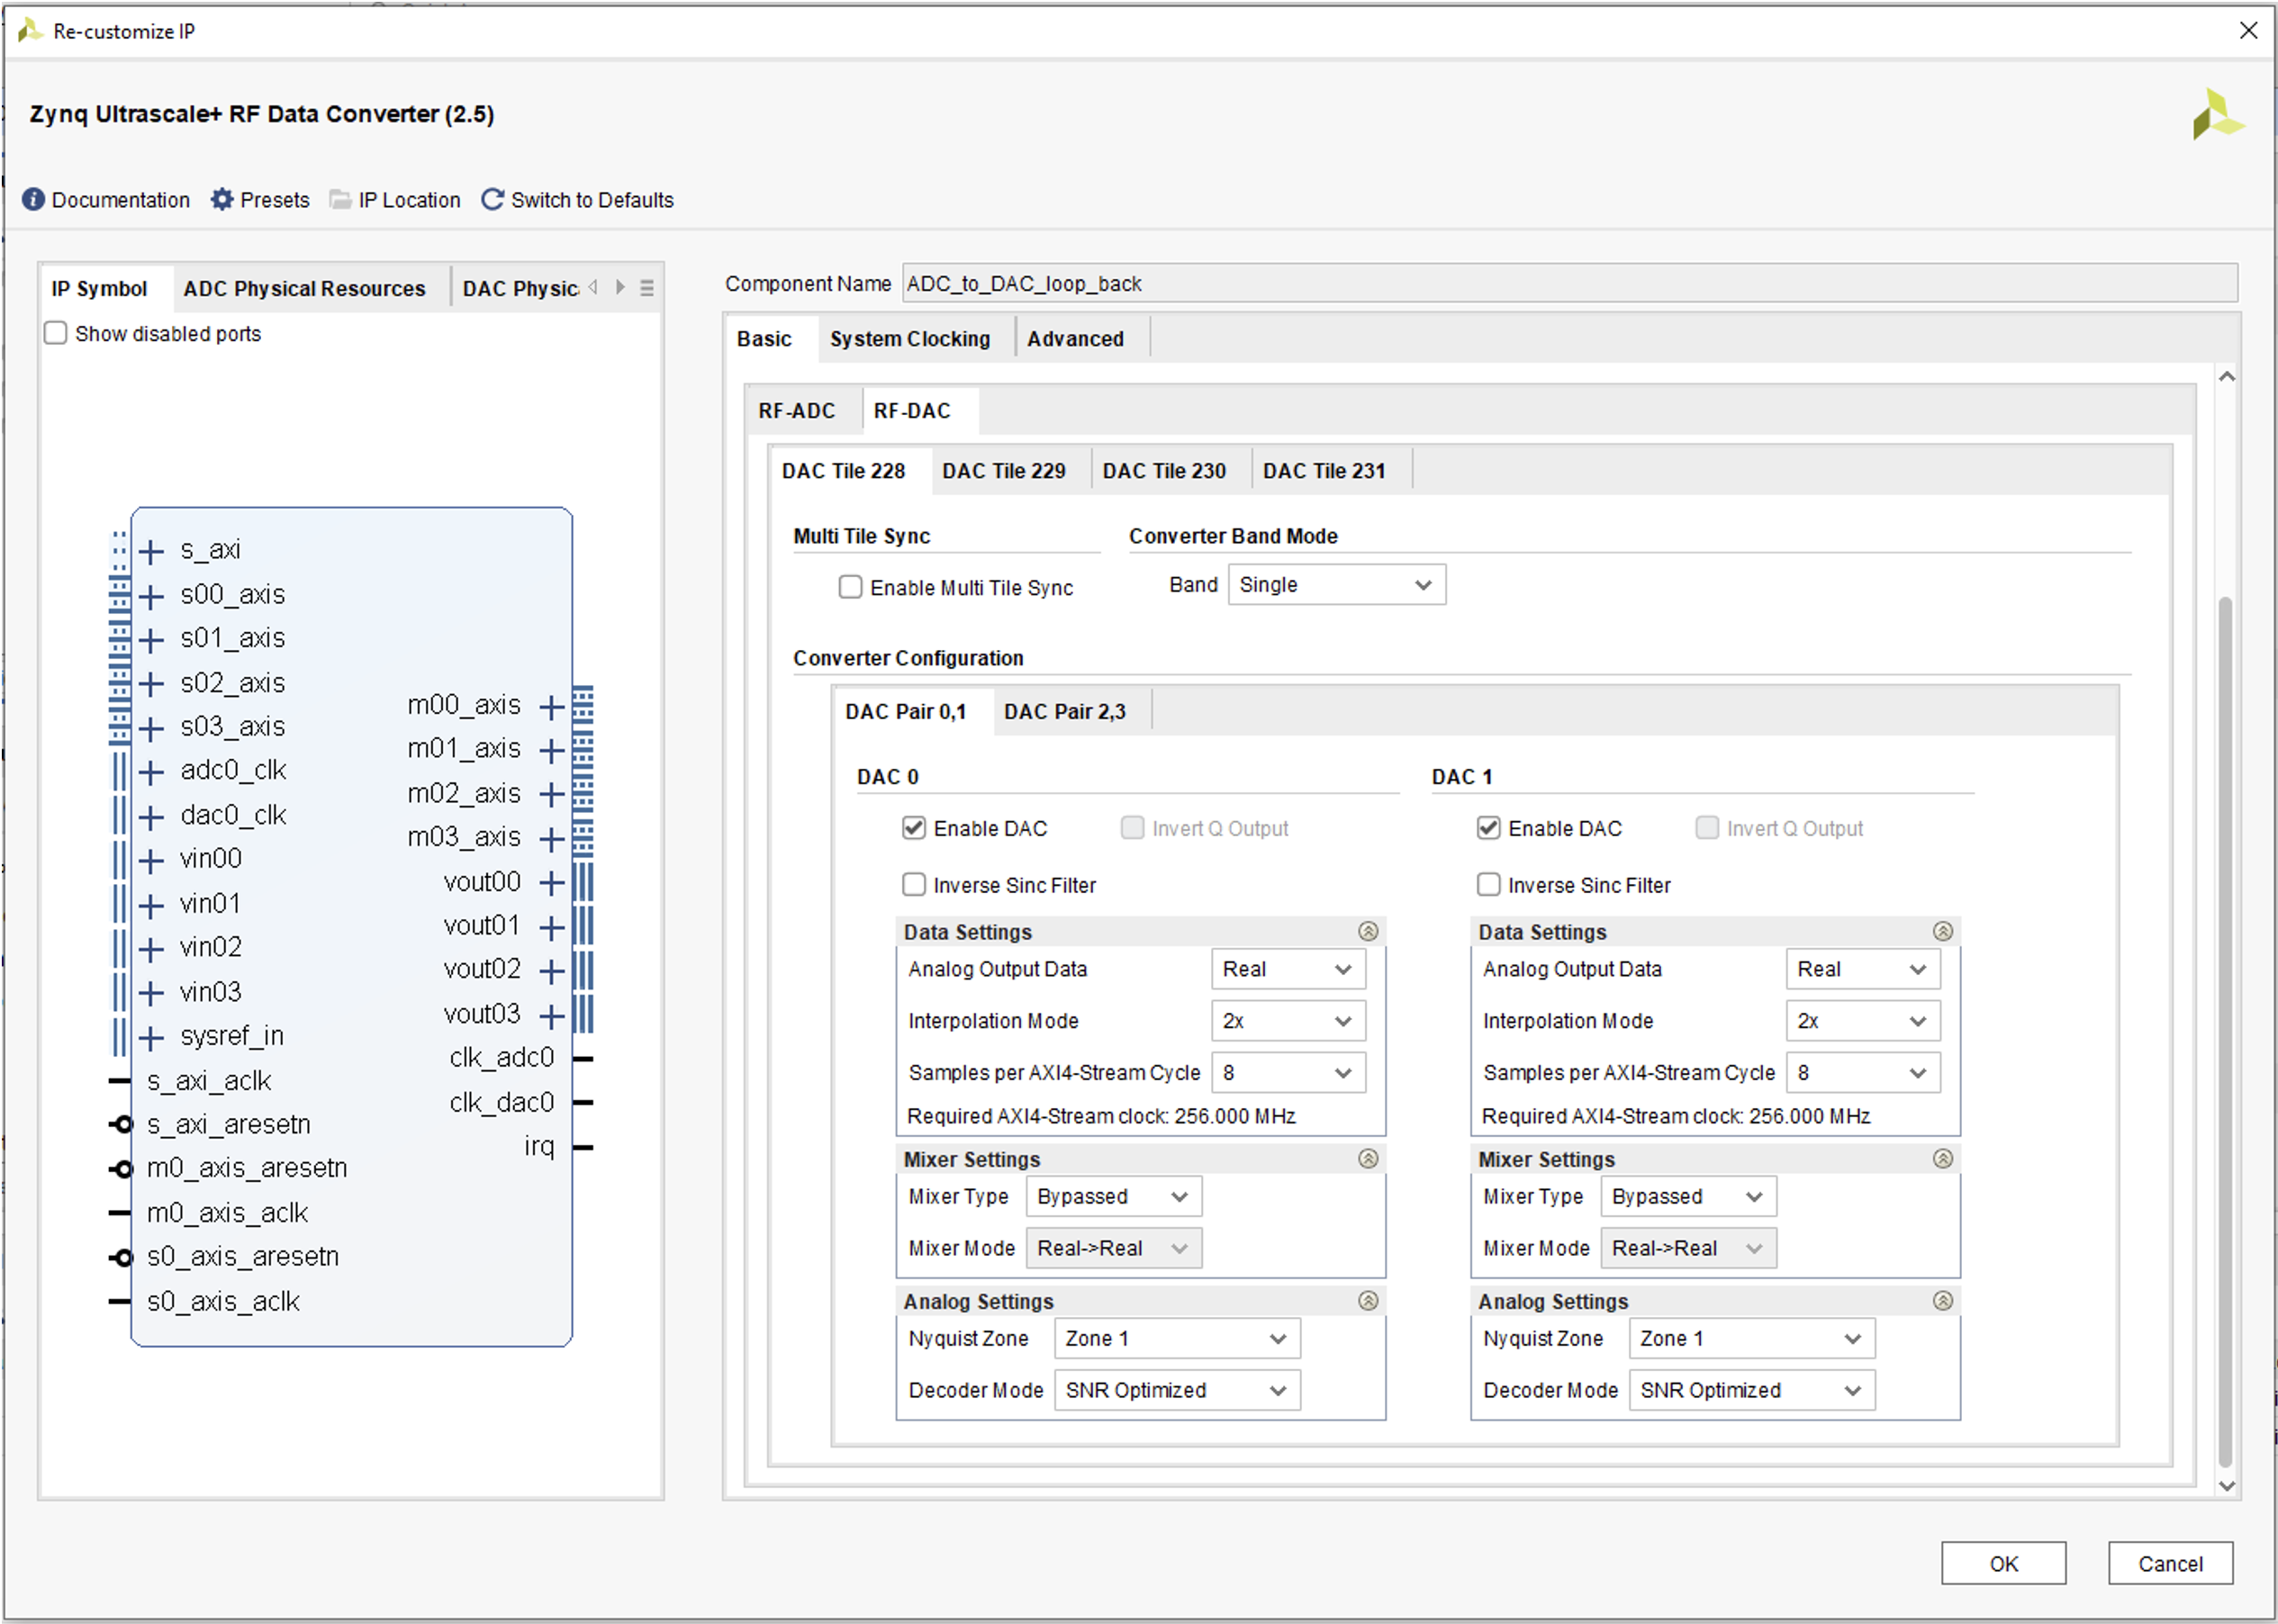 Re-customize IP
Zynq Ultrascale+ RF Data Converter (2.5)
Documentation Presets IP Location Switch to Defaults
IP Symbol ADC Physical Resources DAC Physic
Show disabled ports
s_axi
s00_axis
s01_axis
s02_axis
s03_axis
adc0_clk
dac0_clk
vin00
vin01
vin02
vin03
sysref_in
s_axi_aclk
s_axi_aresetn
m0_axis_aresetn
m0_axis_aclk
s0_axis_aresetn
s0_axis_aclk
m00_axis
m01_axis
m02_axis
m03_axis
vout00
vout01
vout02
vout03
clk_adc0
clk_dac0
irq
Component Name ADC_to_DAC_loop_back
Basic System Clocking Advanced
RF-ADC RF-DAC
DAC Tile 228 DAC Tile 229 DAC Tile 230 DAC Tile 231
Multi Tile Sync Converter Band Mode
Enable Multi Tile Sync Band Single
Converter Configuration
DAC Pair 0,1 DAC Pair 2,3
DAC 0
Enable DAC Invert Q Output
Inverse Sinc Filter
Data Settings
Analog Output Data Real
Interpolation Mode 2x
Samples per AXI4-Stream Cycle 8
Required AXI4-Stream clock: 256.000 MHz
Mixer Settings
Mixer Type Bypassed
Mixer Mode Real->Real
Analog Settings
Nyquist Zone Zone 1
Decoder Mode SNR Optimized
DAC 1
Enable DAC Invert Q Output
Inverse Sinc Filter
Data Settings
Analog Output Data Real
Interpolation Mode 2x
Samples per AXI4-Stream Cycle 8
Required AXI4-Stream clock: 256.000 MHz
Mixer Settings
Mixer Type Bypassed
Mixer Mode Real->Real
Analog Settings
Nyquist Zone Zone 1
Decoder Mode SNR Optimized
OK Cancel